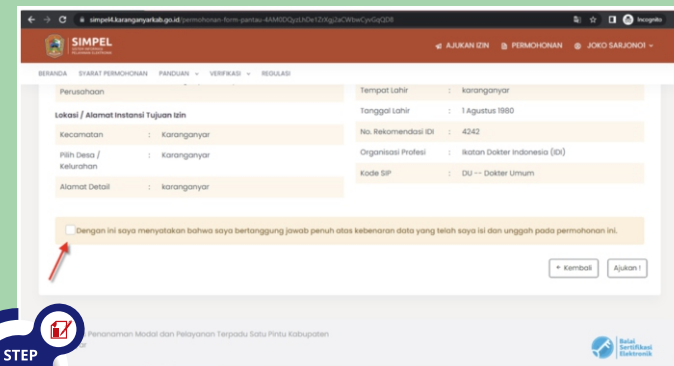 simpel4.karanganyarkab.go.id/permohonan-form-pantau-
Incognito
SIMPEL
AJUKAN IZIN PERMOHONAN JOKO SARJONO1
BERANDA SYARAT PERMOHONAN PANDUAN VERIFIKASI REGULASI
Perusahaan
Lokasi / Alamat Instansi Tujuan Izin
Kecamatan : Karanganyar
Pilih Desa / : Karanganyar
Kelurahan
Alamat Detail : karanganyar
Tempat Lahir : karanganyar
Tanggal Lahir : 1 Agustus 1980
No. Rekomendasi IDI : 4242
Organisasi Profesi : Ikatan Dokter Indonesia (IDI)
Kode SIP : DU -- Dokter Umum
Dengan ini saya menyatakan bahwa saya bertanggung jawab penuh atas kebenaran data yang telah saya isi dan unggah pada permohonan ini.
Kembali Ajukan !
Penanaman Modal dan Pelayanan Terpadu Satu Pintu Kabupaten
STEP
Balai
Sertifikasi
Elektronik